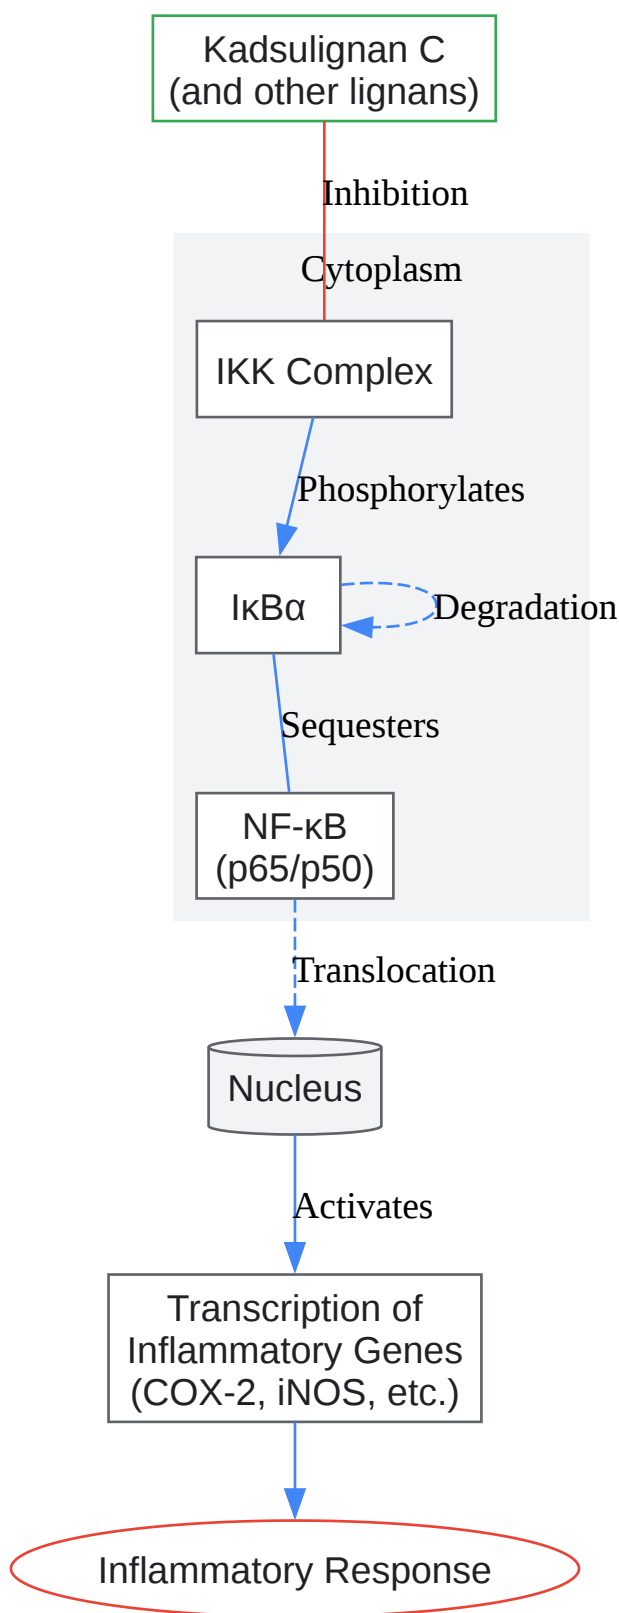 Kadsulignan C
(and other lignans)
Inhibition
Cytoplasm
IKK Complex
Phosphorylates
IκBα
Degradation
Sequesters
NF-κB
(p65/p50)
Translocation
Nucleus
Activates
Transcription of
Inflammatory Genes
(COX-2, iNOS, etc.)
Inflammatory Response